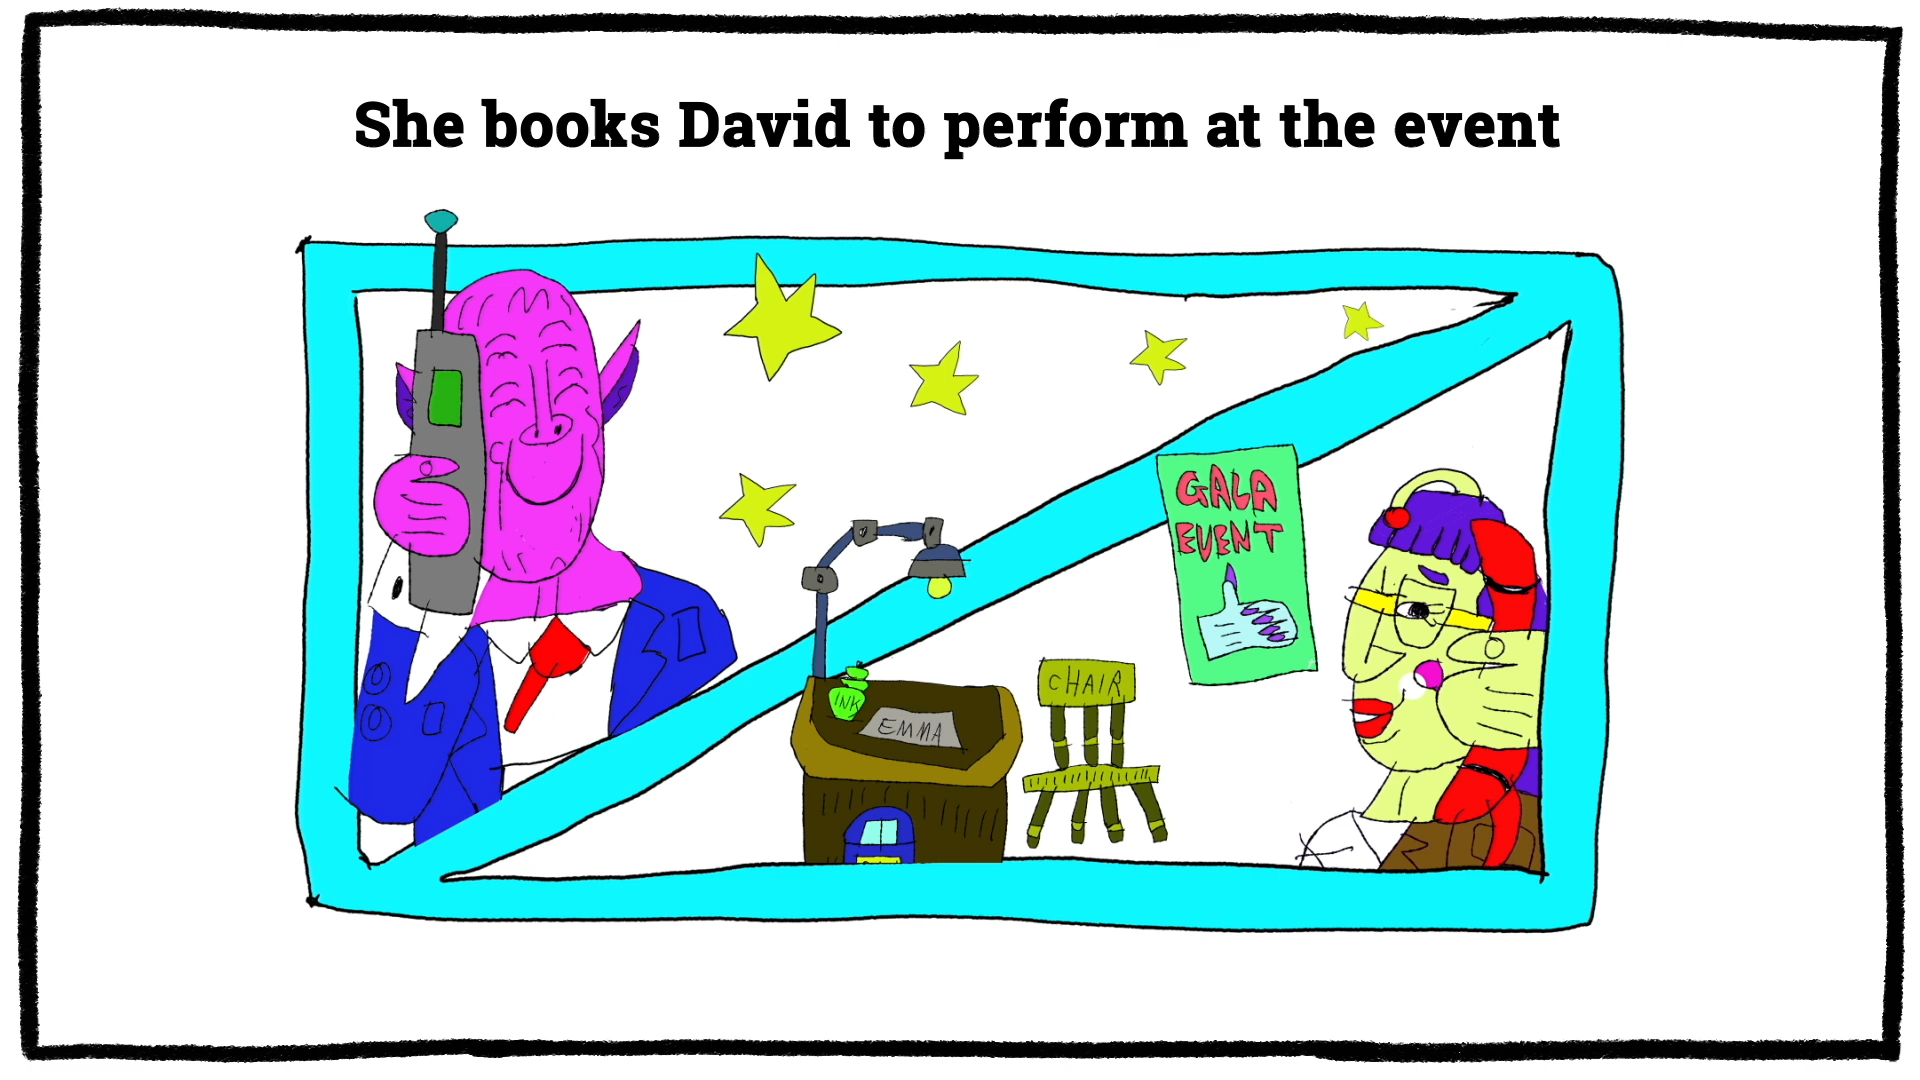 She books David to perform at the event
GALA
EVENT
CHAIR
INK
EMMA